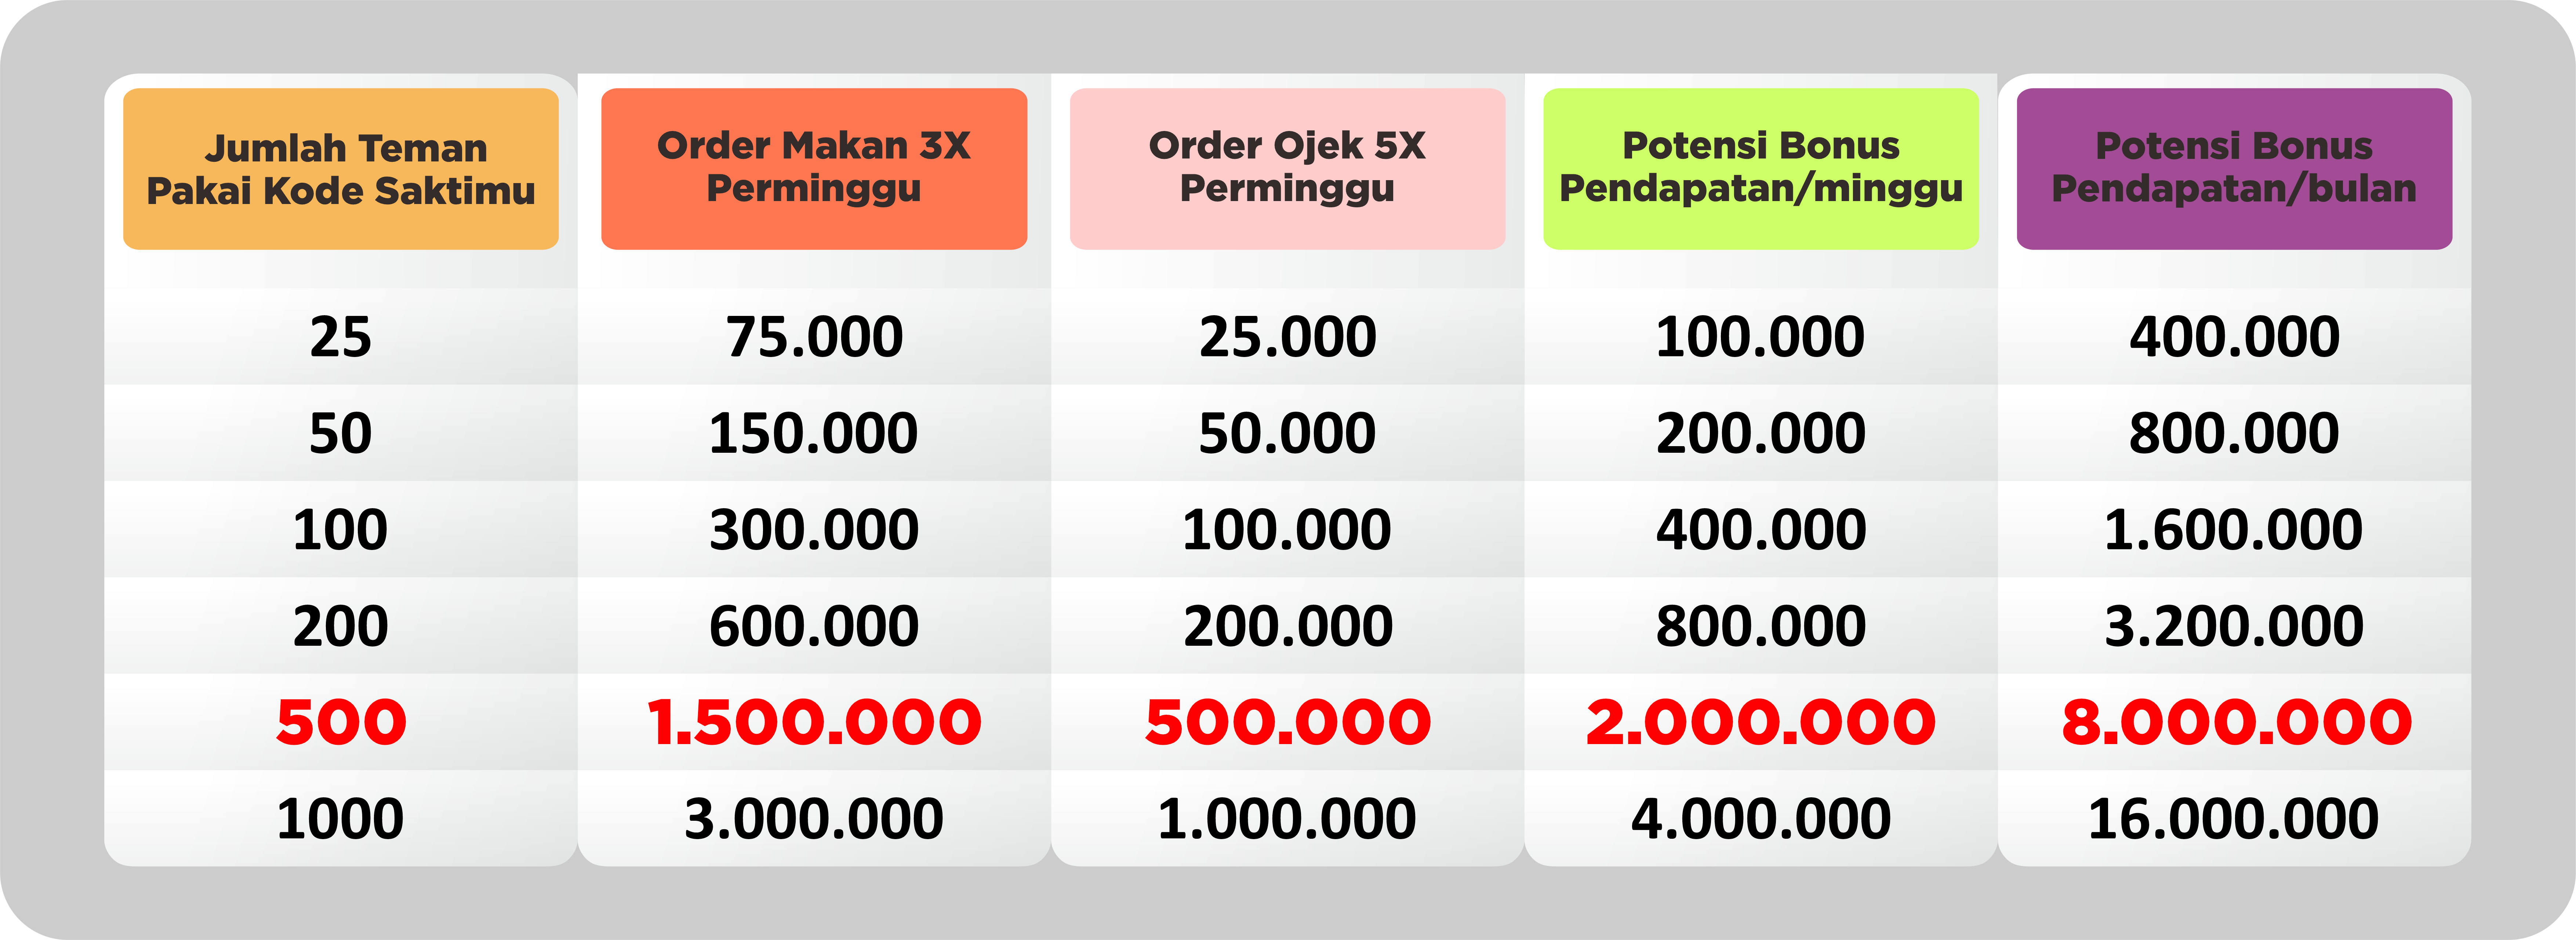 Jumlah Teman
Pakai Kode Saktimu
Order Makan 3X
Perminggu
Order Ojek 5X
Perminggu
Potensi Bonus
Pendapatan/minggu
Potensi Bonus
Pendapatan/bulan
25 75.000 25.000 100.000 400.000
50 150.000 50.000 200.000 800.000
100 300.000 100.000 400.000 1.600.000
200 600.000 200.000 800.000 3.200.000
500 1.500.000 500.000 2.000.000 8.000.000
1000 3.000.000 1.000.000 4.000.000 16.000.000